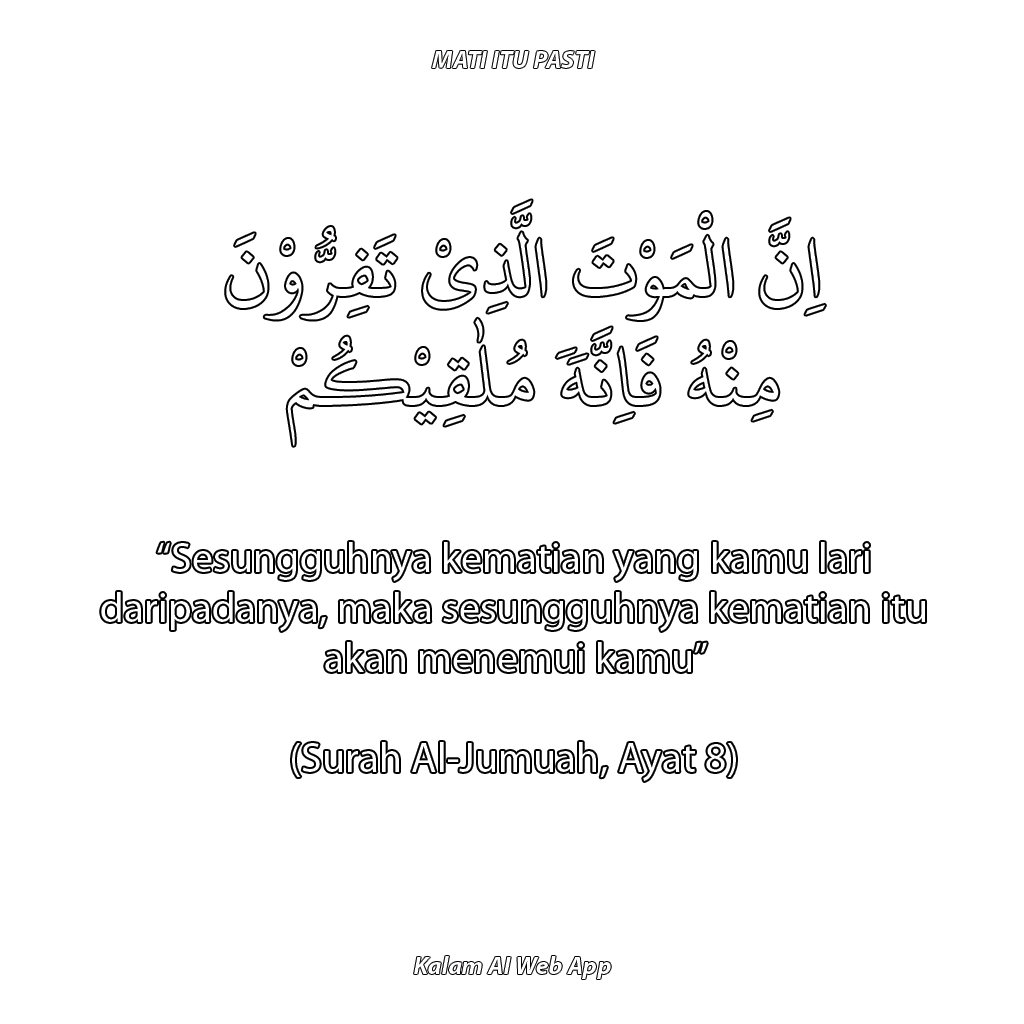 MATI ITU PASTI
اِنَّ الْمَوْتَ الَّذِىْ تَفِرُّوْنَ
مِنْهُ فَاِنَّهََ مُلٰقِيْكُمْ
“Sesungguhnya kematian yang kamu lari
daripadanya, maka sesungguhnya kematian itu
akan menemui kamu”
(Surah Al-Jumuah, Ayat 8)
Kalam AI Web App